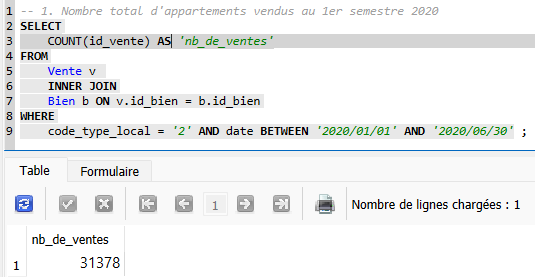 1 -- 1. Nombre total d'appartements vendus au 1er semestre 2020
2 SELECT
3 COUNT(id_vente) AS 'nb_de_ventes'
4 FROM
5 Vente v
6 INNER JOIN
7 Bien b ON v.id_bien = b.id_bien
8 WHERE
9 code_type_local = '2' AND date BETWEEN '2020/01/01' AND '2020/06/30' ;
Table Formulaire
1 Nombre de lignes chargées : 1
nb_de_ventes
1 31378